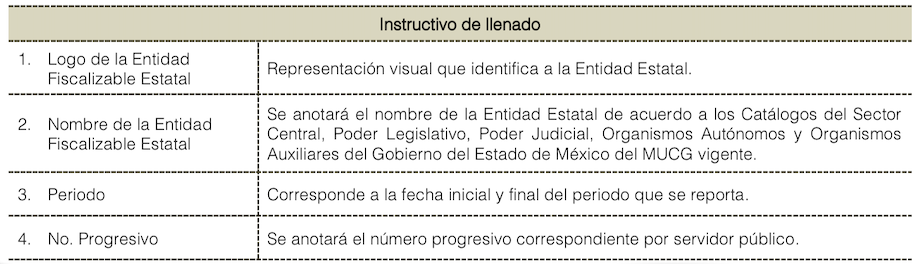 Instructivo de llenado
1. Logo de la Entidad
Fiscalizable Estatal
Representación visual que identifica a la Entidad Estatal.
2. Nombre de la Entidad
Fiscalizable Estatal
Se anotará el nombre de la Entidad Estatal de acuerdo a los Catálogos del Sector
Central, Poder Legislativo, Poder Judicial, Organismos Autónomos y Organismos
Auxiliares del Gobierno del Estado de México del MUCG vigente.
3. Periodo
Corresponde a la fecha inicial y final del periodo que se reporta.
4. No. Progresivo
Se anotará el número progresivo correspondiente por servidor público.